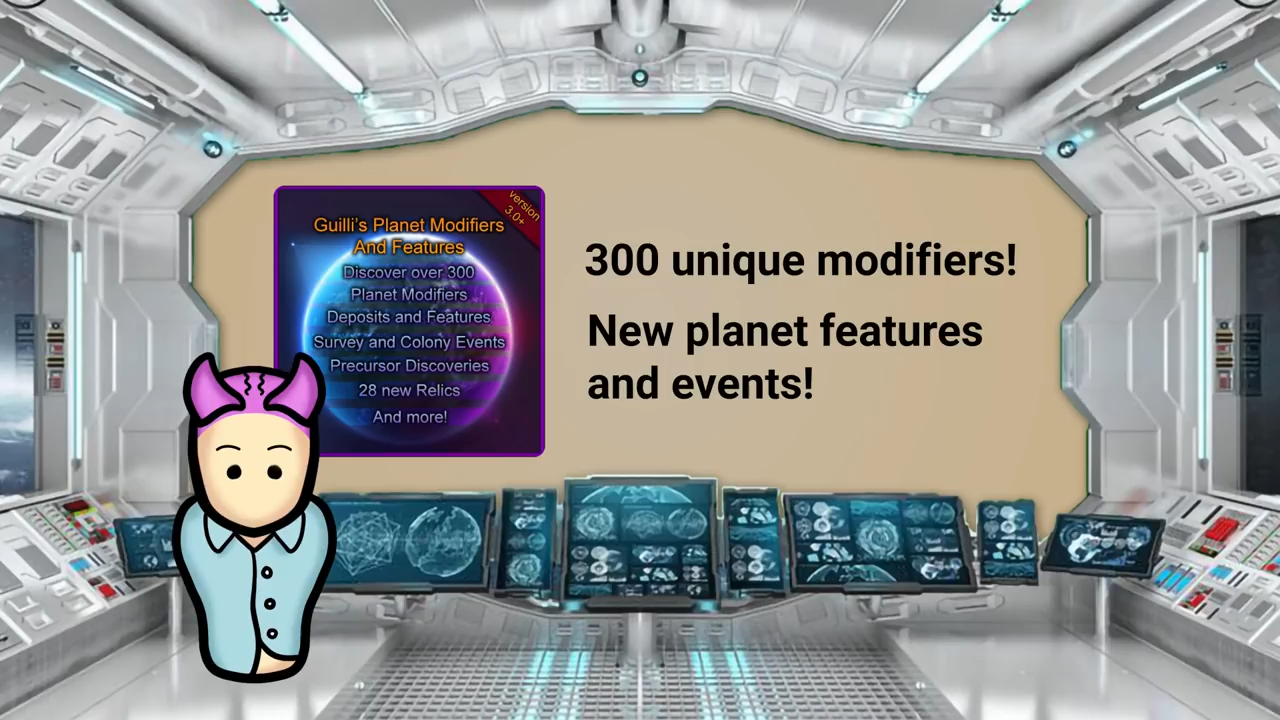 version
3.0+
Guilli's Planet Modifiers
And Features
Discover over 300
Planet Modifiers
Deposits and Features
Survey and Colony Events
Precursor Discoveries
28 new Relics
And more!
300 unique modifiers!
New planet features
and events!